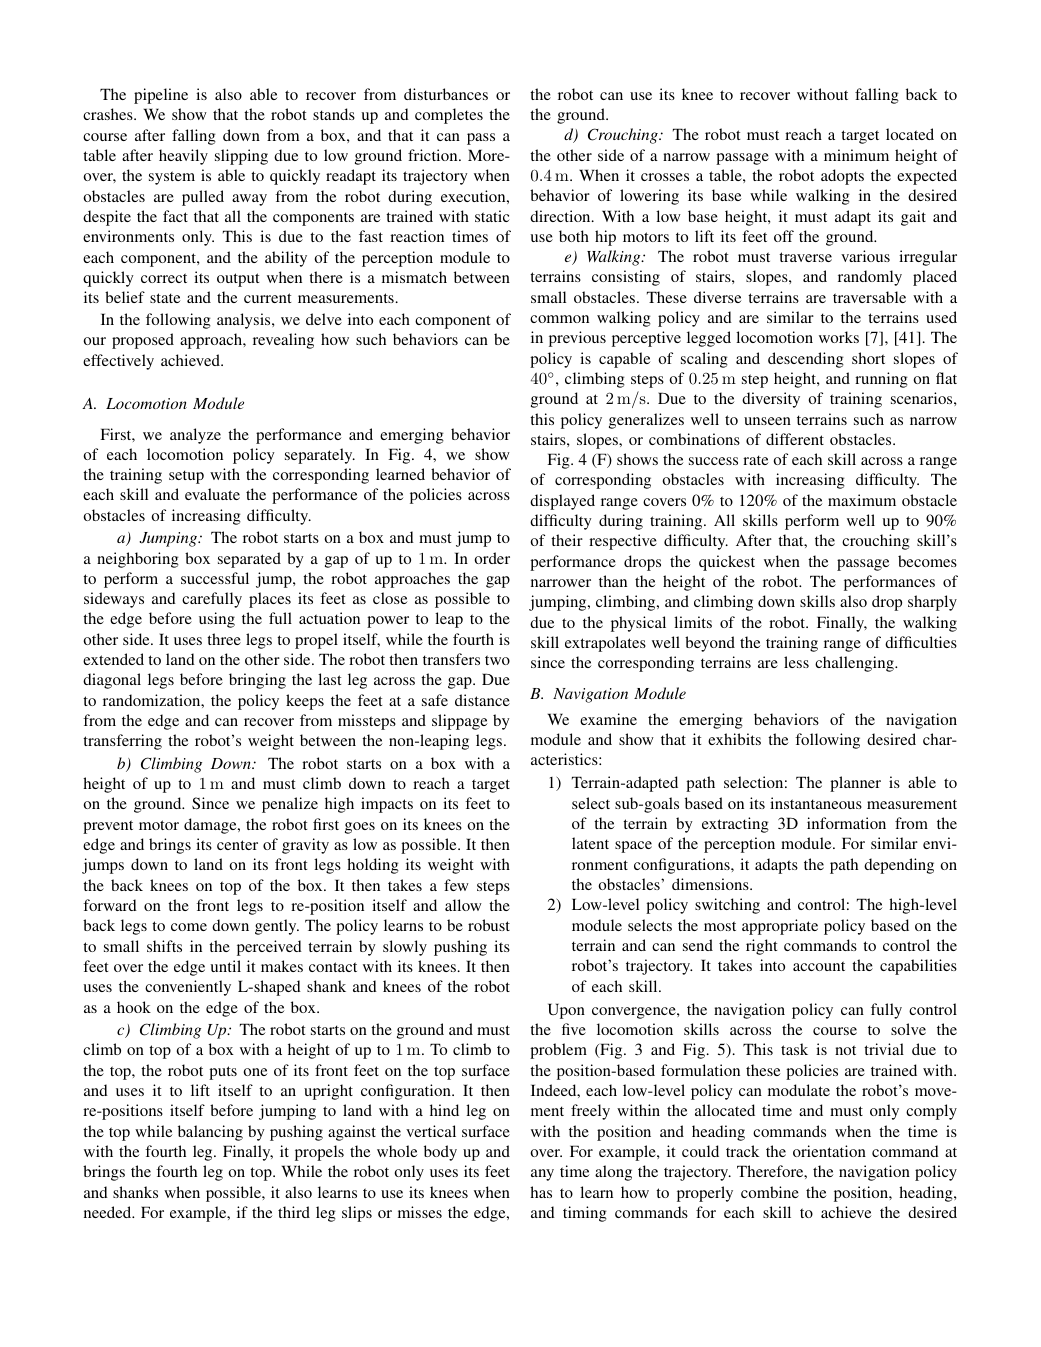 The pipeline is also able to recover from disturbances or
crashes. We show that the robot stands up and completes the
course after falling down from a box, and that it can pass a
table after heavily slipping due to low ground friction. More-
over, the system is able to quickly readapt its trajectory when
obstacles are pulled away from the robot during execution,
despite the fact that all the components are trained with static
environments only. This is due to the fast reaction times of
each component, and the ability of the perception module to
quickly correct its output when there is a mismatch between
its belief state and the current measurements.
In the following analysis, we delve into each component of
our proposed approach, revealing how such behaviors can be
effectively achieved.
A. Locomotion Module
First, we analyze the performance and emerging behavior
of each locomotion policy separately. In Fig. 4, we show
the training setup with the corresponding learned behavior of
each skill and evaluate the performance of the policies across
obstacles of increasing difficulty.
a) Jumping: The robot starts on a box and must jump to
a neighboring box separated by a gap of up to 1 m. In order
to perform a successful jump, the robot approaches the gap
sideways and carefully places its feet as close as possible to
the edge before using the full actuation power to leap to the
other side. It uses three legs to propel itself, while the fourth is
extended to land on the other side. The robot then transfers two
diagonal legs before bringing the last leg across the gap. Due
to randomization, the policy keeps the feet at a safe distance
from the edge and can recover from missteps and slippage by
transferring the robot's weight between the non-leaping legs.
b) Climbing Down: The robot starts on a box with a
height of up to 1 m and must climb down to reach a target
on the ground. Since we penalize high impacts on its feet to
prevent motor damage, the robot first goes on its knees on the
edge and brings its center of gravity as low as possible. It then
jumps down to land on its front legs holding its weight with
the back knees on top of the box. It then takes a few steps
forward on the front legs to re-position itself and allow the
back legs to come down gently. The policy learns to be robust
to small shifts in the perceived terrain by slowly pushing its
feet over the edge until it makes contact with its knees. It then
uses the conveniently L-shaped shank and knees of the robot
as a hook on the edge of the box.
c) Climbing Up: The robot starts on the ground and must
climb on top of a box with a height of up to 1 m. To climb to
the top, the robot puts one of its front feet on the top surface
and uses it to lift itself to an upright configuration. It then
re-positions itself before jumping to land with a hind leg on
the top while balancing by pushing against the vertical surface
with the fourth leg. Finally, it propels the whole body up and
brings the fourth leg on top. While the robot only uses its feet
and shanks when possible, it also learns to use its knees when
needed. For example, if the third leg slips or misses the edge,
the robot can use its knee to recover without falling back to
the ground.
d) Crouching: The robot must reach a target located on
the other side of a narrow passage with a minimum height of
0.4 m. When it crosses a table, the robot adopts the expected
behavior of lowering its base while walking in the desired
direction. With a low base height, it must adapt its gait and
use both hip motors to lift its feet off the ground.
e) Walking: The robot must traverse various irregular
terrains consisting of stairs, slopes, and randomly placed
small obstacles. These diverse terrains are traversable with a
common walking policy and are similar to the terrains used
in previous perceptive legged locomotion works [7], [41]. The
policy is capable of scaling and descending short slopes of
40°, climbing steps of 0.25 m step height, and running on flat
ground at 2 m/s. Due to the diversity of training scenarios,
this policy generalizes well to unseen terrains such as narrow
stairs, slopes, or combinations of different obstacles.
Fig. 4 (F) shows the success rate of each skill across a range
of corresponding obstacles with increasing difficulty. The
displayed range covers 0% to 120% of the maximum obstacle
difficulty during training. All skills perform well up to 90%
of their respective difficulty. After that, the crouching skill's
performance drops the quickest when the passage becomes
narrower than the height of the robot. The performances of
jumping, climbing, and climbing down skills also drop sharply
due to the physical limits of the robot. Finally, the walking
skill extrapolates well beyond the training range of difficulties
since the corresponding terrains are less challenging.
B. Navigation Module
We examine the emerging behaviors of the navigation
module and show that it exhibits the following desired char-
acteristics:
1) Terrain-adapted path selection: The planner is able to
select sub-goals based on its instantaneous measurement
of the terrain by extracting 3D information from the
latent space of the perception module. For similar envi-
ronment configurations, it adapts the path depending on
the obstacles' dimensions.
2) Low-level policy switching and control: The high-level
module selects the most appropriate policy based on the
terrain and can send the right commands to control the
robot's trajectory. It takes into account the capabilities
of each skill.
Upon convergence, the navigation policy can fully control
the five locomotion skills across the course to solve the
problem (Fig. 3 and Fig. 5). This task is not trivial due to
the position-based formulation these policies are trained with.
Indeed, each low-level policy can modulate the robot's move-
ment freely within the allocated time and must only comply
with the position and heading commands when the time is
over. For example, it could track the orientation command at
any time along the trajectory. Therefore, the navigation policy
has to learn how to properly combine the position, heading,
and timing commands for each skill to achieve the desired